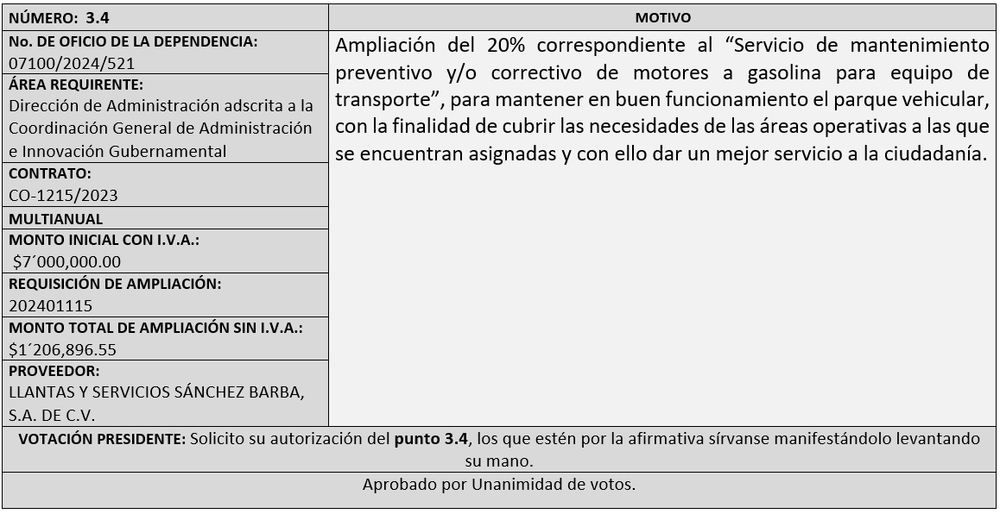 NÚMERO: 3.4
MOTIVO
No. DE OFICIO DE LA DEPENDENCIA:
07100/2024/521
ÁREA REQUIRENTE:
Dirección de Administración adscrita a la
Coordinación General de Administración
e Innovación Gubernamental
CONTRATO:
CO-1215/2023
MULTIANUAL
MONTO INICIAL CON I.V.A.:
$7´000,000.00
REQUISICIÓN DE AMPLIACIÓN:
202401115
MONTO TOTAL DE AMPLIACIÓN SIN I.V.A.:
$1´206,896.55
PROVEEDOR:
LLANTAS Y SERVICIOS SÁNCHEZ BARBA,
S.A. DE C.V.
Ampliación del 20% correspondiente al “Servicio de mantenimiento
preventivo y/o correctivo de motores a gasolina para equipo de
transporte”, para mantener en buen funcionamiento el parque vehicular,
con la finalidad de cubrir las necesidades de las áreas operativas a las que
se encuentran asignadas y con ello dar un mejor servicio a la ciudadanía.
VOTACIÓN PRESIDENTE: Solicito su autorización del punto 3.4, los que estén por la afirmativa sírvanse manifestándolo levantando
su mano.
Aprobado por Unanimidad de votos.